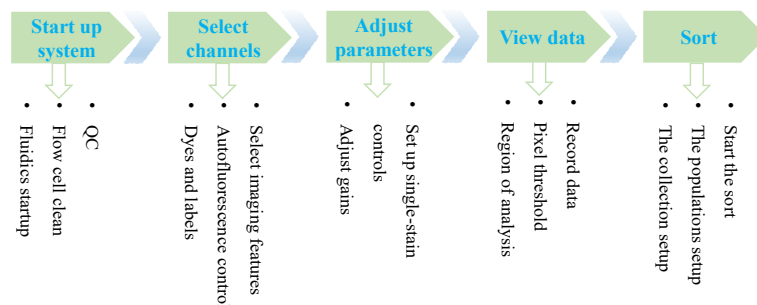 Start up
system
QC
Flow cell clean
Fluidics startup
Select
channels
Select imaging features
Autofluorescence contro
Dyes and labels
Adjust
parameters
Set up single-stain
controls
Adjust gains
View data
Record data
Pixel threshold
Region of analysis
Sort
Start the sort
The populations setup
The collection setup